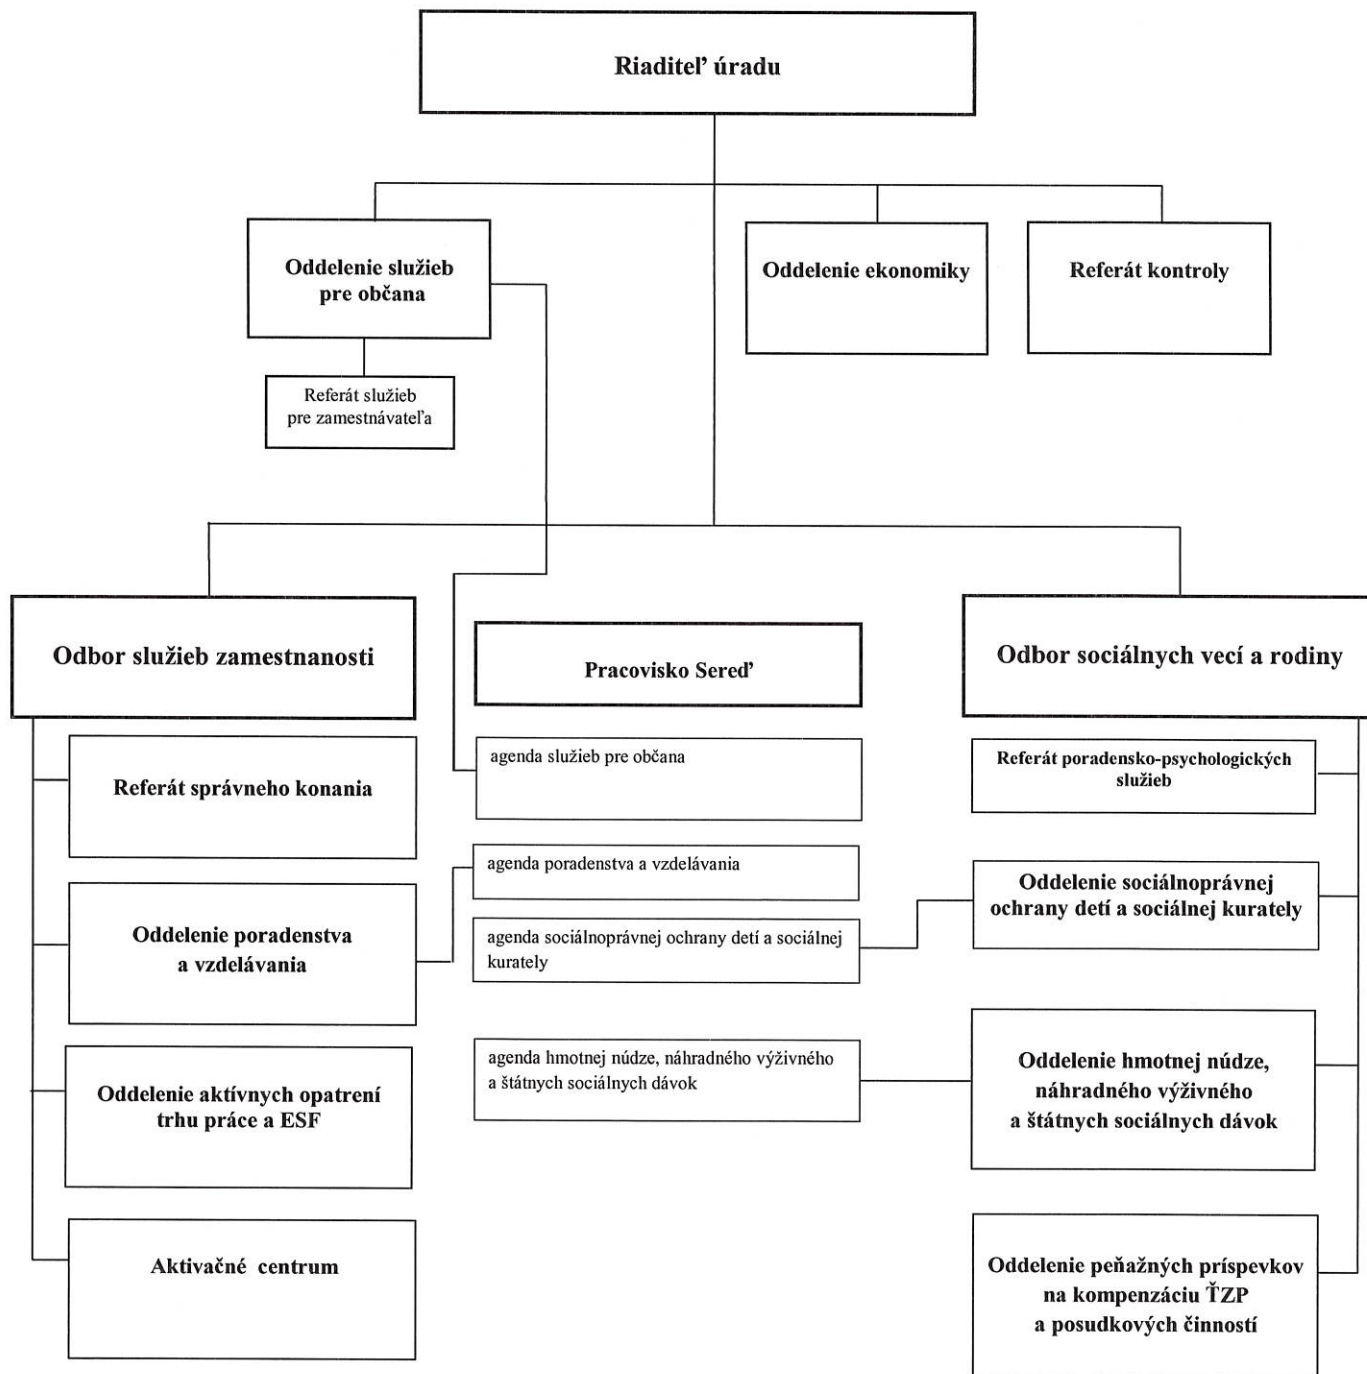 Riaditeľ úradu
Oddelenie služieb
pre občana
Oddelenie ekonomiky
Referát kontroly
Referát služieb
pre zamestnávateľa
Odbor služieb zamestnanosti
Referát správneho konania
Oddelenie poradenstva
a vzdelávania
Oddelenie aktívnych opatrení
trhu práce a ESF
Aktivačné centrum
Pracovisko Sereď
agenda služieb pre občana
agenda poradenstva a vzdelávania
agenda sociálnoprávnej ochrany detí a sociálnej
kurately
agenda hmotnej núdze, náhradného výživného
a štátnych sociálnych dávok
Odbor sociálnych vecí a rodiny
Referát poradensko-psychologických
služieb
Oddelenie sociálnoprávnej
ochrany detí a sociálnej kurately
Oddelenie hmotnej núdze,
náhradného výživného
a štátnych sociálnych dávok
Oddelenie peňažných príspevkov
na kompenzáciu ŤZP
a posudkových činností